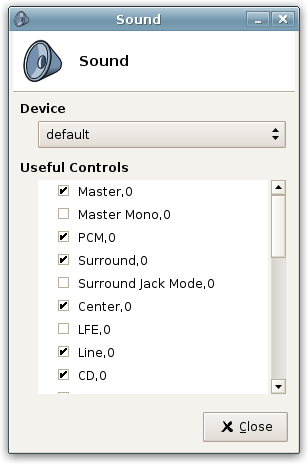 Sound
Sound
Device
default
Useful Controls
Master,0
Master Mono,0
PCM,0
Surround,0
Surround Jack Mode,0
Center,0
LFE,0
Line,0
CD,0
Close